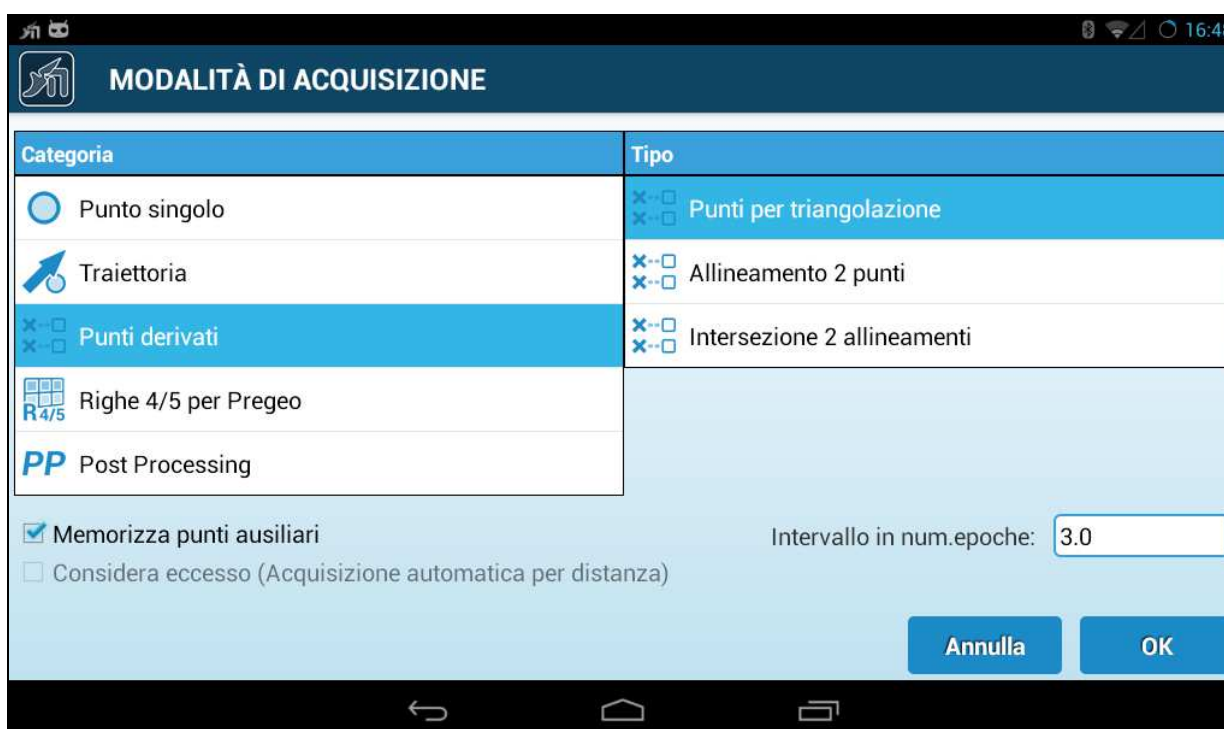 16:48
MODALITÀ DI ACQUISIZIONE
Categoria
Tipo
Punto singolo
Punti per triangolazione
Traiettoria
Allineamento 2 punti
Punti derivati
Intersezione 2 allineamenti
R4/5
Righe 4/5 per Pregeo
PP Post Processing
Memorizza punti ausiliari
Intervallo in num.epoche: 3.0
Considera eccesso (Acquisizione automatica per distanza)
Annulla
OK